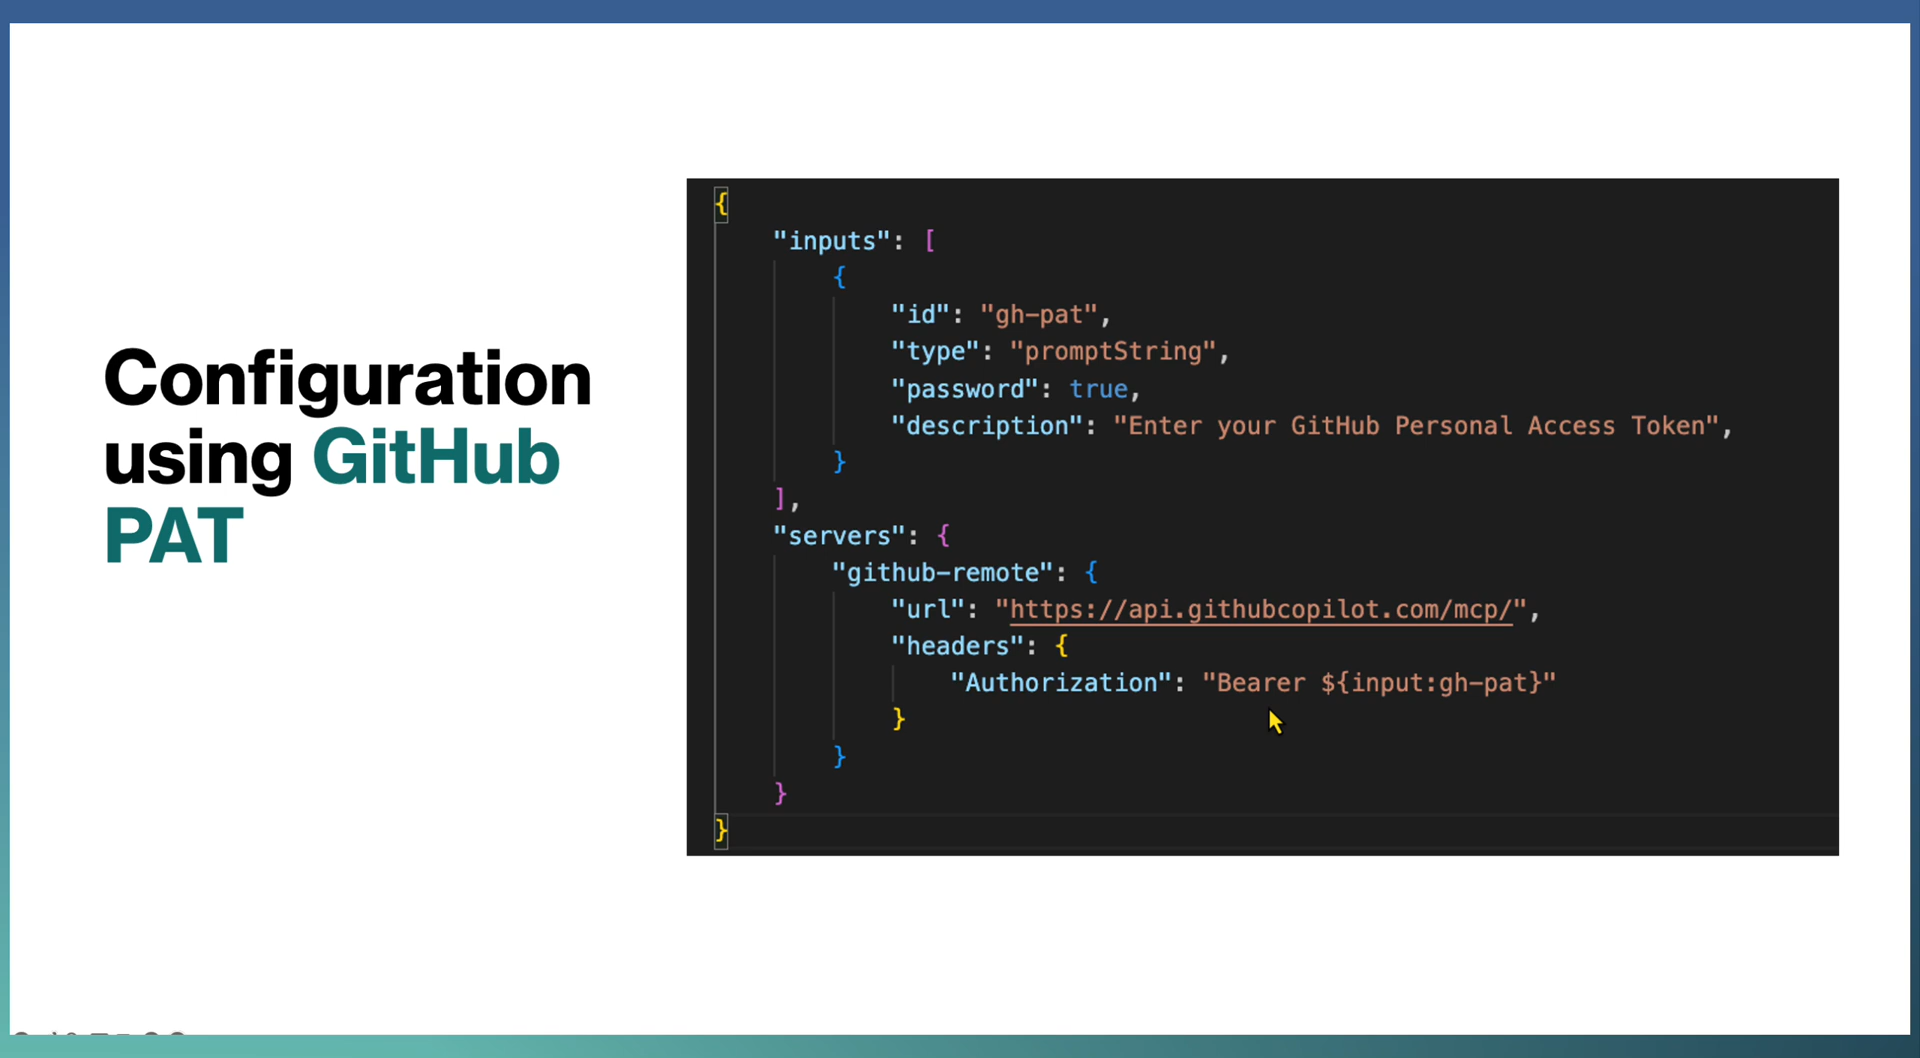 Configuration
using GitHub
PAT
{
"inputs": [
{
"id": "gh-pat",
"type": "promptString",
"password": true,
"description": "Enter your GitHub Personal Access Token",
}
],
"servers": {
"github-remote": {
"url": "https://api.githubcopilot.com/mcp/",
"headers": {
"Authorization": "Bearer ${input:gh-pat}"
}
}
}
}